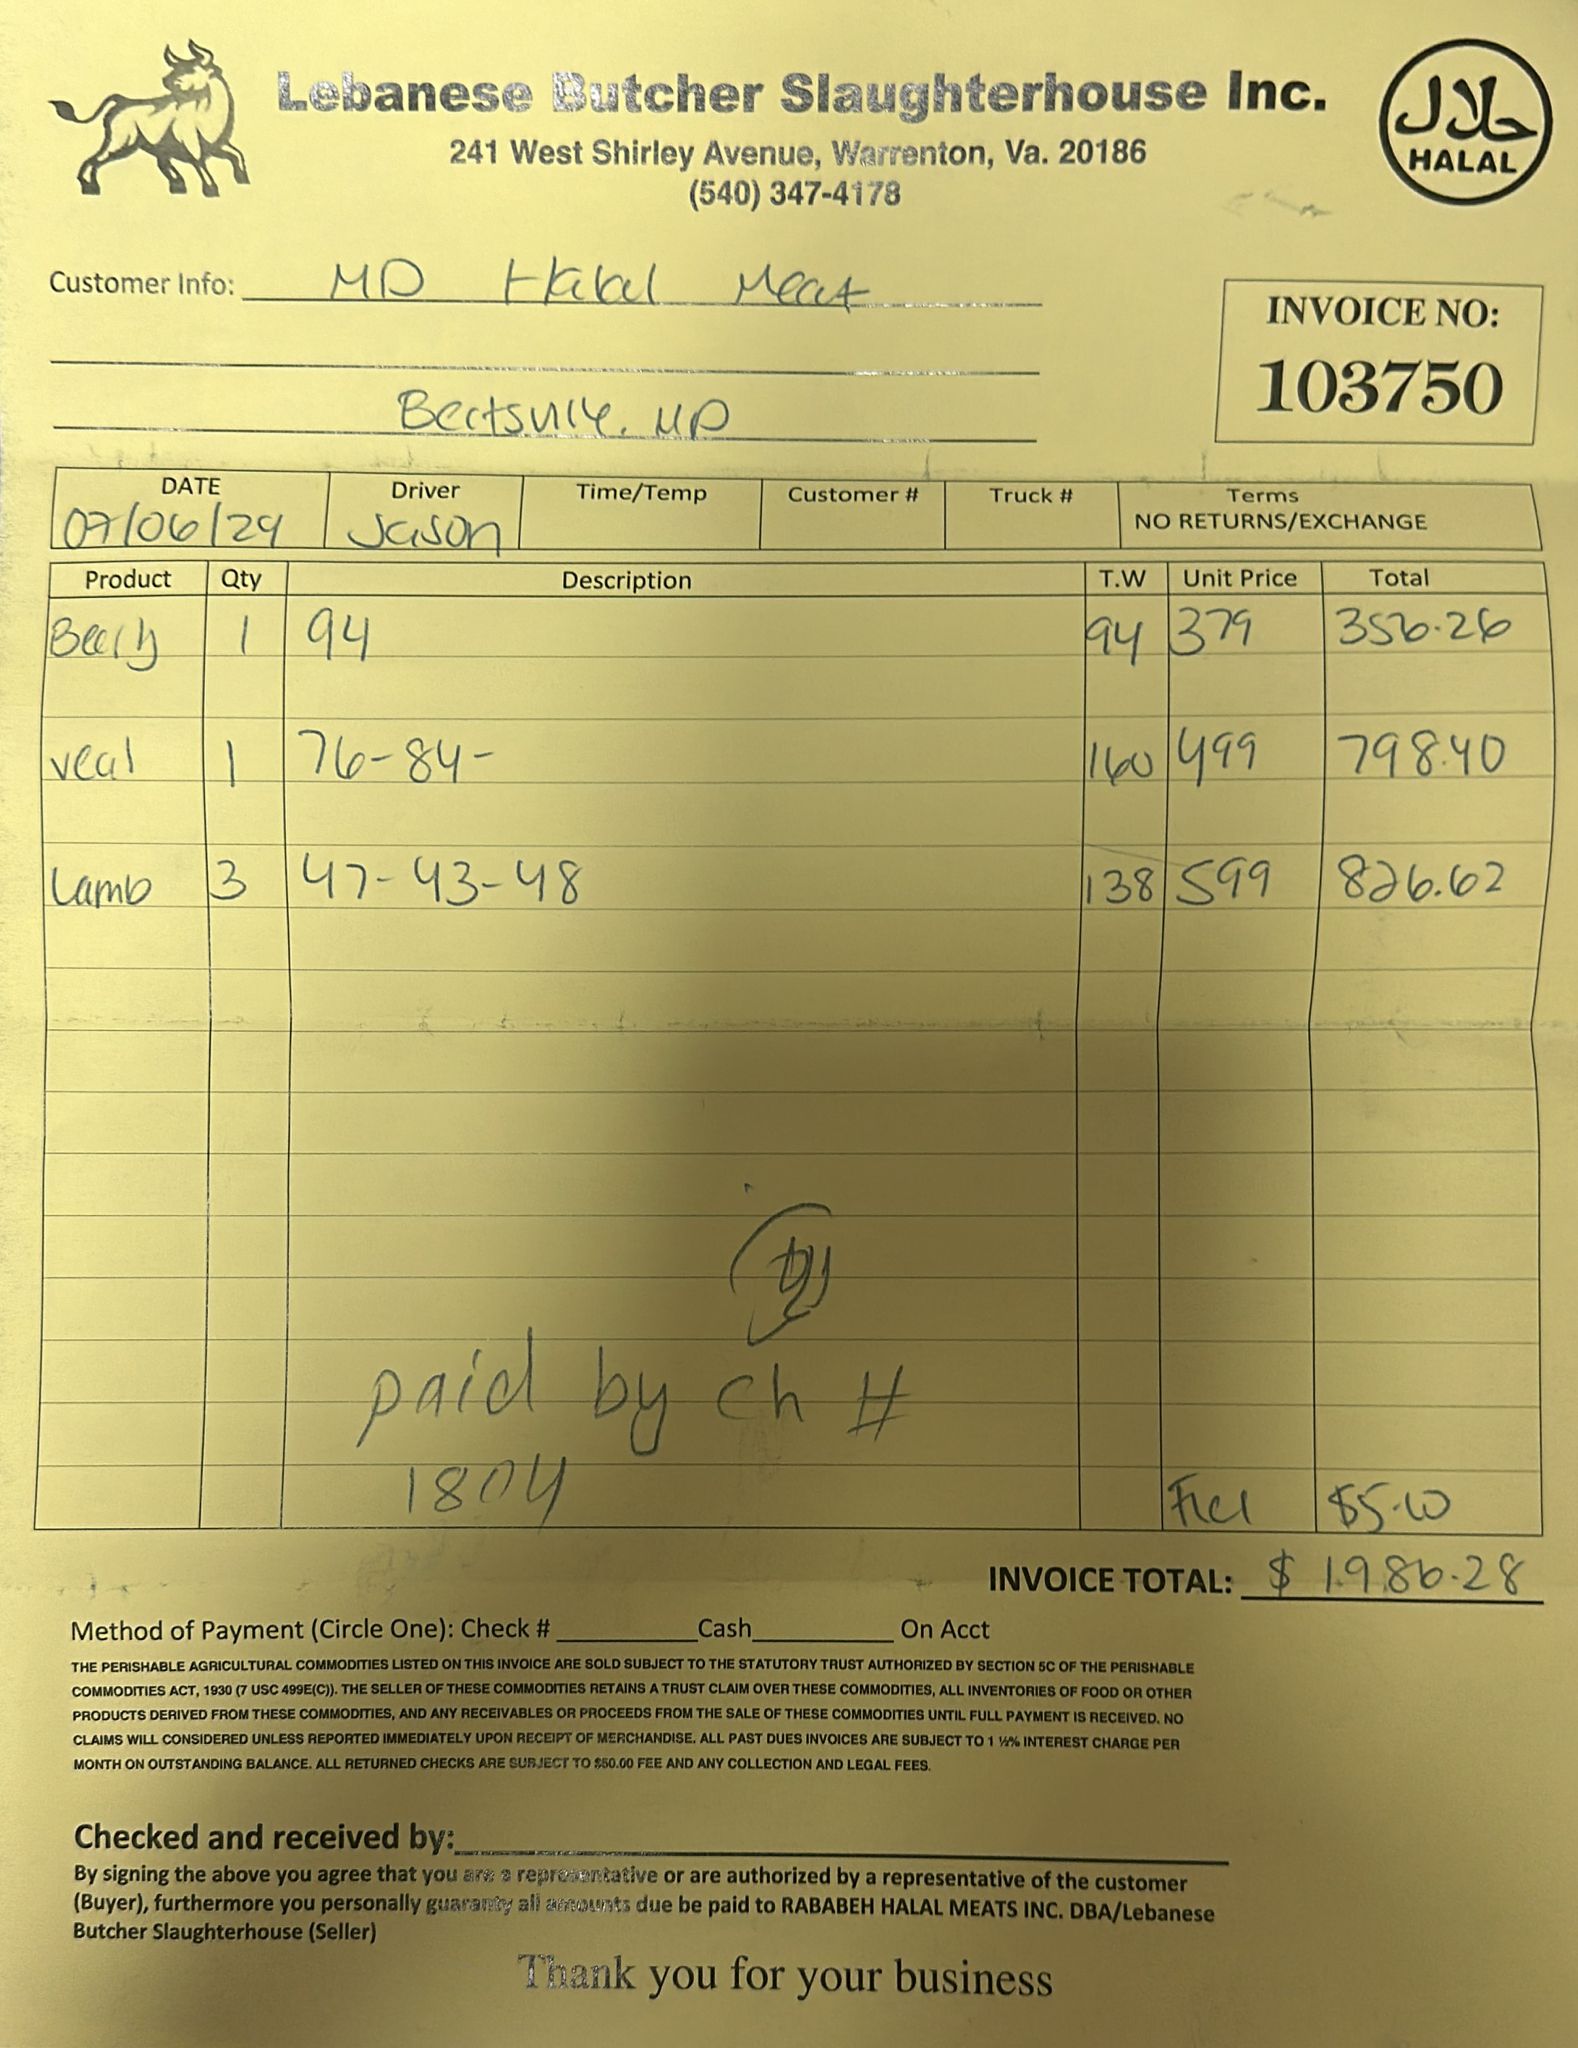 Lebanese Butcher Slaughterhouse Inc.
241 West Shirley Avenue, Warrenton, Va. 20186
(540) 347-4178
حلال
HALAL
Customer Info: MD Halal Meat
INVOICE NO:
103750
Beltsville, MD
DATE Driver Time/Temp Customer # Truck # Terms
07/06/24 Jason NO RETURNS/EXCHANGE
Product Qty Description T.W Unit Price Total
1 94 94 379 356.26
veal 1 76-84- 160 499 798.40
Lamb 3 47-43-48 138 599 826.62
paid by ch #
1804
Fuel $5.00
INVOICE TOTAL: $ 1986.28
Method of Payment (Circle One): Check # Cash On Acct
THE PERISHABLE AGRICULTURAL COMMODITIES LISTED ON THIS INVOICE ARE SOLD SUBJECT TO THE STATUTORY TRUST AUTHORIZED BY SECTION 5C OF THE PERISHABLE
COMMODITIES ACT, 1930 (7 USC 499E(C)). THE SELLER OF THESE COMMODITIES RETAINS A TRUST CLAIM OVER THESE COMMODITIES, ALL INVENTORIES OF FOOD OR OTHER
PRODUCTS DERIVED FROM THESE COMMODITIES, AND ANY RECEIVABLES OR PROCEEDS FROM THE SALE OF THESE COMMODITIES UNTIL FULL PAYMENT IS RECEIVED. NO
CLAIMS WILL CONSIDERED UNLESS REPORTED IMMEDIATELY UPON RECEIPT OF MERCHANDISE. ALL PAST DUES INVOICES ARE SUBJECT TO 1 ½% INTEREST CHARGE PER
MONTH ON OUTSTANDING BALANCE. ALL RETURNED CHECKS ARE SUBJECT TO $50.00 FEE AND ANY COLLECTION AND LEGAL FEES.
Checked and received by:
By signing the above you agree that you are a representative or are authorized by a representative of the customer
(Buyer), furthermore you personally guaranty all amounts due be paid to RABABEH HALAL MEATS INC. DBA/Lebanese
Butcher Slaughterhouse (Seller)
Thank you for your business